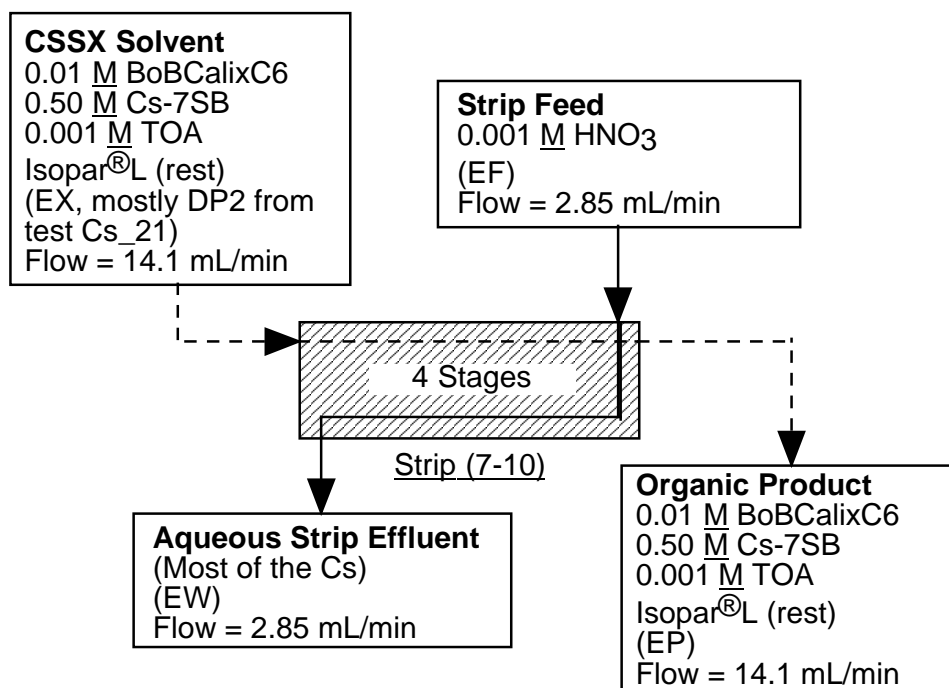 CSSX Solvent
0.01 M BoBCalixC6
0.50 M Cs-7SB
0.001 M TOA
Isopar®L (rest)
(EX, mostly DP2 from
test Cs_21)
Flow = 14.1 mL/min
Strip Feed
0.001 M HNO3
(EF)
Flow = 2.85 mL/min
4 Stages
Strip (7-10)
Aqueous Strip Effluent
(Most of the Cs)
(EW)
Flow = 2.85 mL/min
Organic Product
0.01 M BoBCalixC6
0.50 M Cs-7SB
0.001 M TOA
Isopar®L (rest)
(EP)
Flow = 14.1 mL/min